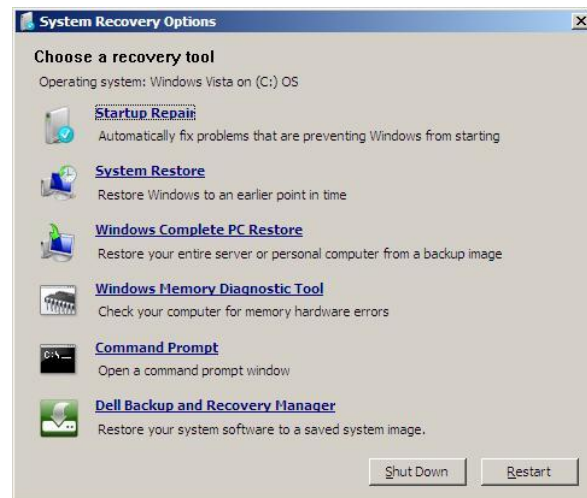 System Recovery Options
Choose a recovery tool
Operating system: Windows Vista on (C:) OS
Startup Repair
Automatically fix problems that are preventing Windows from starting
System Restore
Restore Windows to an earlier point in time
Windows Complete PC Restore
Restore your entire server or personal computer from a backup image
Windows Memory Diagnostic Tool
Check your computer for memory hardware errors
C:\_
Command Prompt
Open a command prompt window
Dell Backup and Recovery Manager
Restore your system software to a saved system image.
Shut Down
Restart